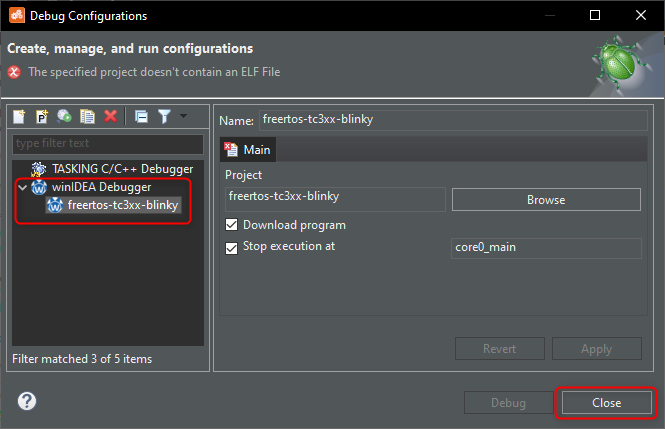 Debug Configurations
Create, manage, and run configurations
The specified project doesn't contain an ELF File
type filter text
TASKING C/C++ Debugger
winIDEA Debugger
freertos-tc3xx-blinky
Filter matched 3 of 5 items
Name: freertos-tc3xx-blinky
Main
Project
freertos-tc3xx-blinky
Browse
Download program
Stop execution at
core0_main
Revert
Apply
Debug
Close